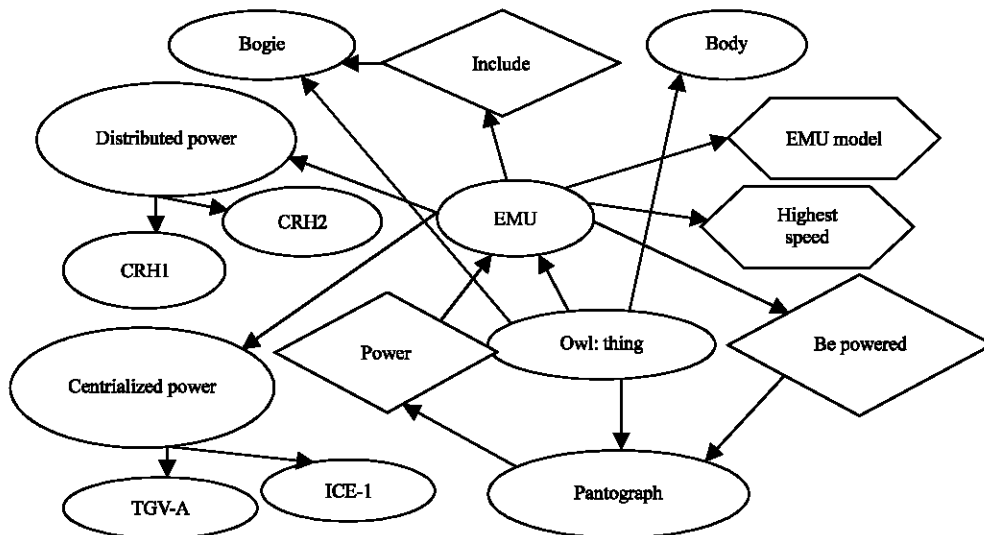 Bogie
Include
Body
Distributed power
EMU model
CRH2
EMU
Highest
speed
CRH1
Power
Owl: thing
Be powered
Centrialized power
TGV-A
ICE-1
Pantograph